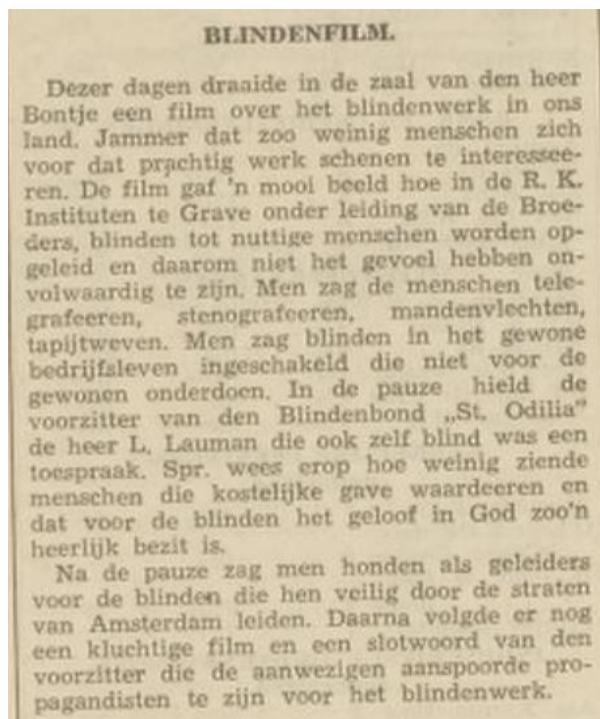 BLINDENFILM.
Dezer dagen draaide in de zaal van den heer
Bontje een film over het blindenwerk in ons
land. Jammer dat zoo weinig menschen zich
voor dat prachtig werk schenen te interessee-
ren. De film gaf 'n mooi beeld hoe in de R. K.
Instituten te Grave onder leiding van de Broe-
ders, blinden tot nuttige menschen worden op-
geleid en daarom niet het gevoel hebben on-
volwaardig te zijn. Men zag de menschen tele-
grafeeren, stenografeeren, mandenvlechten,
tapijtweven. Men zag blinden in het gewone
bedrijfsleven ingeschakeld die niet voor de
gewonen onderdoen. In de pauze hield de
voorzitter van den Blindenbond „St. Odilia”
de heer L. Lauman die ook zelf blind was een
toespraak. Spr. wees erop hoe weinig ziende
menschen die kostelijke gave waardeeren en
dat voor de blinden het geloof in God zoo'n
heerlijk bezit is.
Na de pauze zag men honden als geleiders
voor de blinden die hen veilig door de straten
van Amsterdam leiden. Daarna volgde er nog
een kluchtige film en een slotwoord van den
voorzitter die de aanwezigen aanspoorde pro-
pagandisten te zijn voor het blindenwerk.